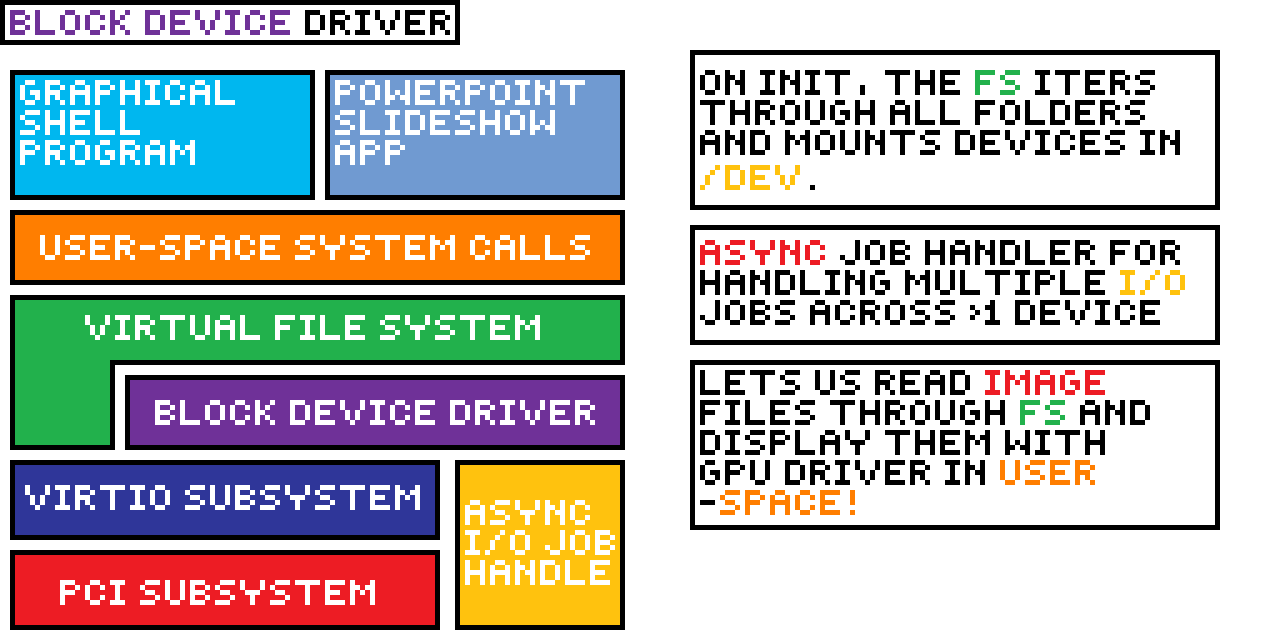 BLOCK DEVICE DRIVER
GRAPHICAL
SHELL
PROGRAM
POWERPOINT
SLIDESHOW
APP
USER-SPACE SYSTEM CALLS
VIRTUAL FILE SYSTEM
BLOCK DEVICE DRIVER
VIRTIO SUBSYSTEM
ASYNC
I/O JOB
HANDLE
PCI SUBSYSTEM
ON INIT, THE FS ITERS
THROUGH ALL FOLDERS
AND MOUNTS DEVICES IN
/DEV.
ASYNC JOB HANDLER FOR
HANDLING MULTIPLE I/O
JOBS ACROSS >1 DEVICE
LETS US READ IMAGE
FILES THROUGH FS AND
DISPLAY THEM WITH
GPU DRIVER IN USER
-SPACE!